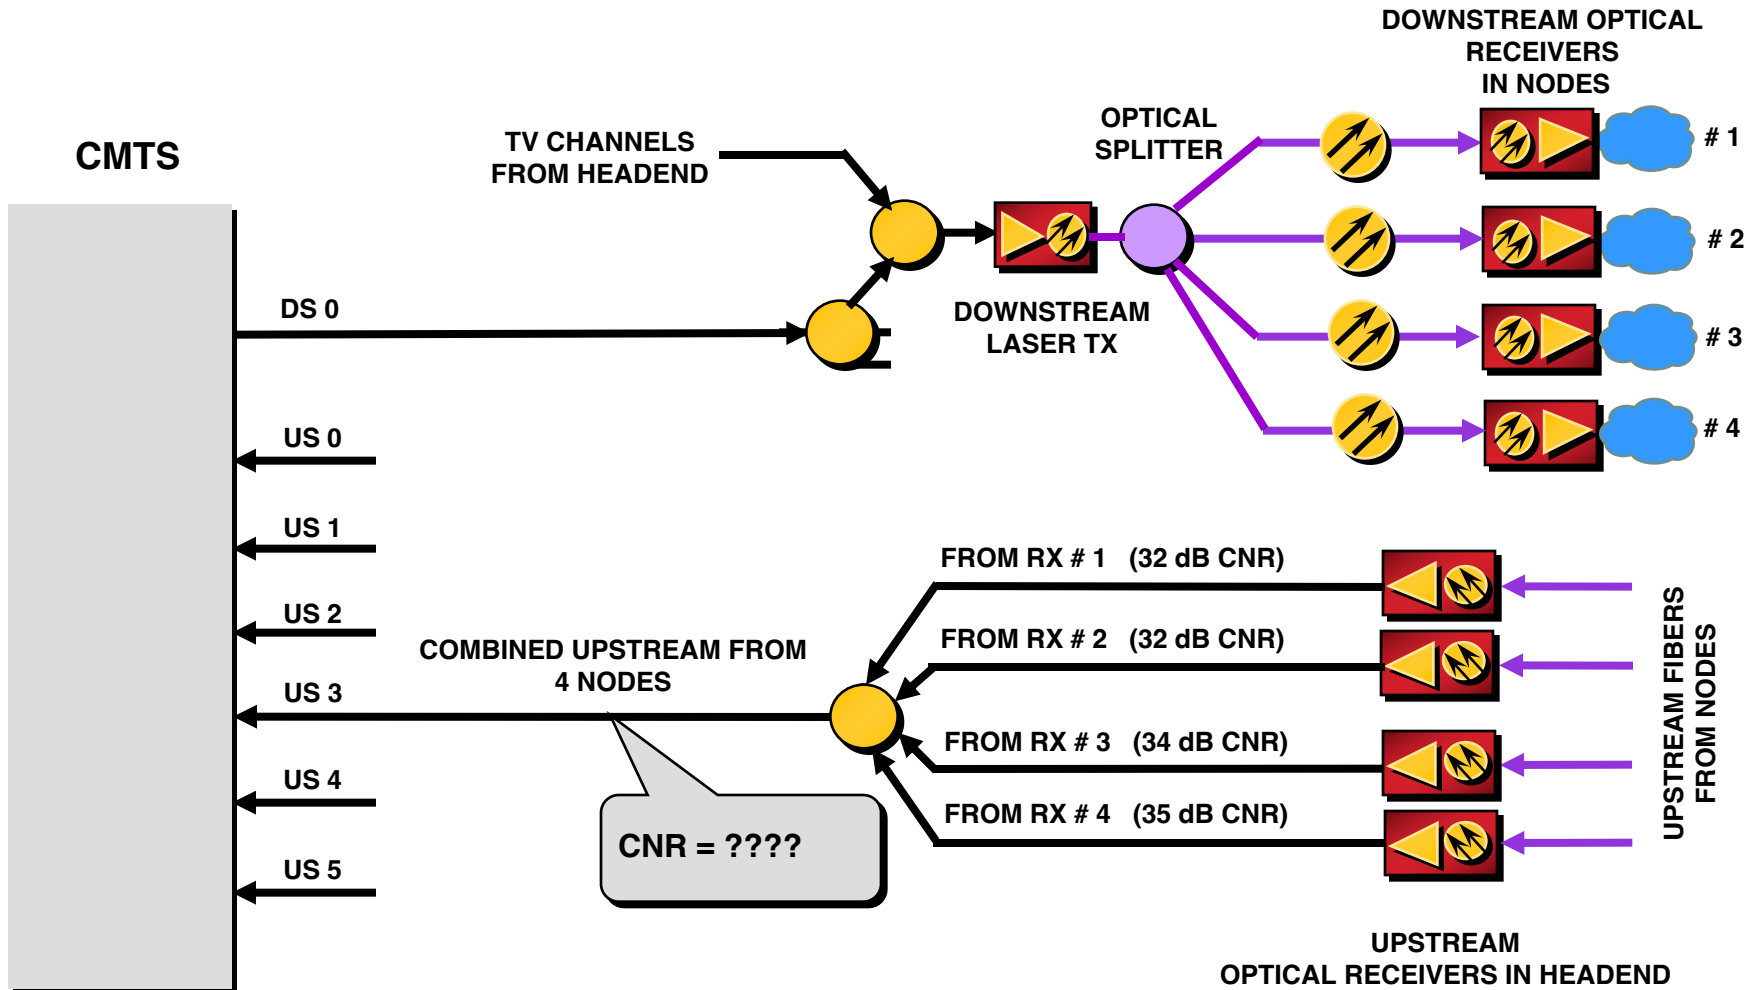 DOWNSTREAM OPTICAL
RECEIVERS
IN NODES
OPTICAL
SPLITTER
TV CHANNELS
FROM HEADEND
CMTS
# 1
# 2
DS 0
DOWNSTREAM
LASER TX
# 3
# 4
US 0
US 1
US 2
US 3
US 4
US 5
COMBINED UPSTREAM FROM
4 NODES
CNR = ????
FROM RX # 1 (32 dB CNR)
FROM RX # 2 (32 dB CNR)
FROM RX # 3 (34 dB CNR)
FROM RX # 4 (35 dB CNR)
UPSTREAM FIBERS
FROM NODES
UPSTREAM
OPTICAL RECEIVERS IN HEADEND